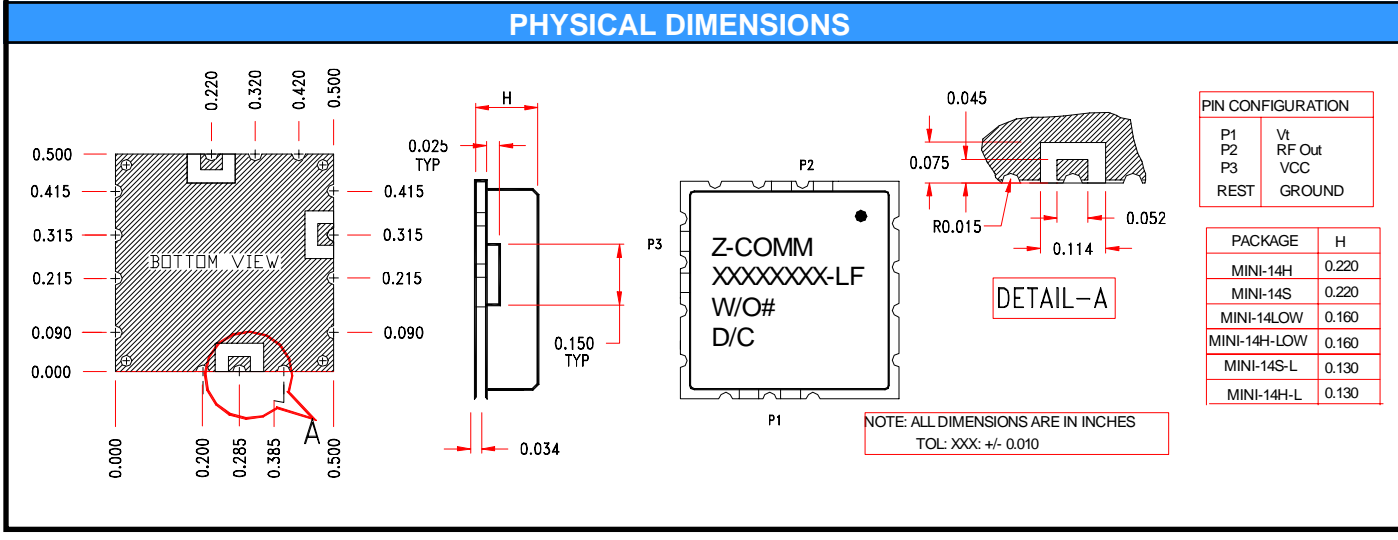 PHYSICAL DIMENSIONS
0.220
0.320
0.420
0.500
0.500
0.415
0.315
0.215
0.090
0.000
0.415
0.315
0.215
0.090
BOTTOM VIEW
A
0.000
0.200
0.285
0.385
0.500
H
0.025
TYP
0.150
TYP
0.034
P2
P3
Z-COMM
XXXXXXXX-LF
W/O#
D/C
P1
0.045
0.075
R0.015
0.052
0.114
DETAIL-A
NOTE: ALL DIMENSIONS ARE IN INCHES
TOL: XXX: +/- 0.010
PIN CONFIGURATION
P1 Vt
P2 RF Out
P3 VCC
REST GROUND
PACKAGE H
MINI-14H 0.220
MINI-14S 0.220
MINI-14LOW 0.160
MINI-14H-LOW 0.160
MINI-14S-L 0.130
MINI-14H-L 0.130